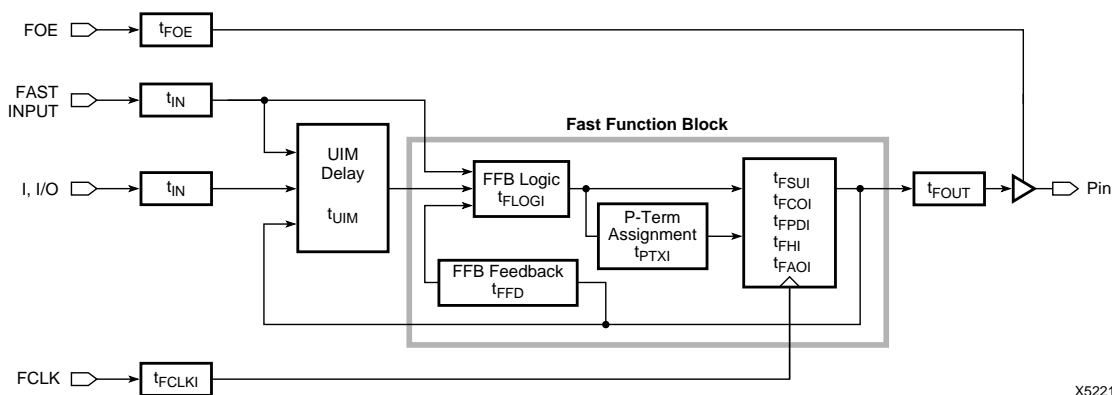 FOE
tFOE
FAST
INPUT
tIN
Fast Function Block
UIM
Delay
tUIM
I, I/O
tIN
FFB Logic
tFLOGI
P-Term
Assignment
tPTXI
tFSUI
tFCOI
tFPDI
tFHI
tFAOI
tFOUT
Pin
FFB Feedback
tFFD
FCLK
tFCLKI
X5221